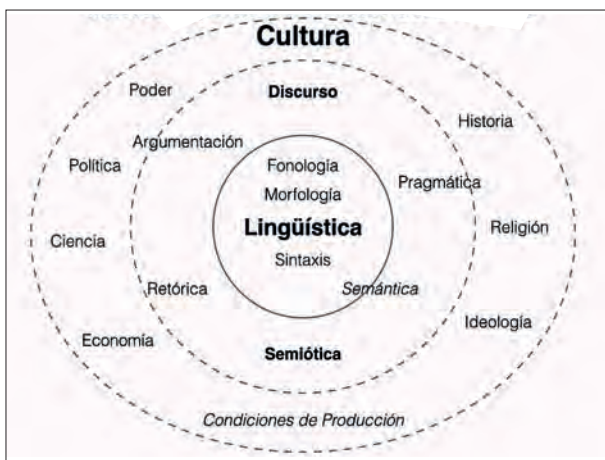 Cultura
Poder
Discurso
Historia
Argumentación
Fonología
Política
Morfología
Pragmática
Lingüística
Religión
Ciencia
Sintaxis
Retórica
Semántica
Ideología
Economía
Semiótica
Condiciones de Producción